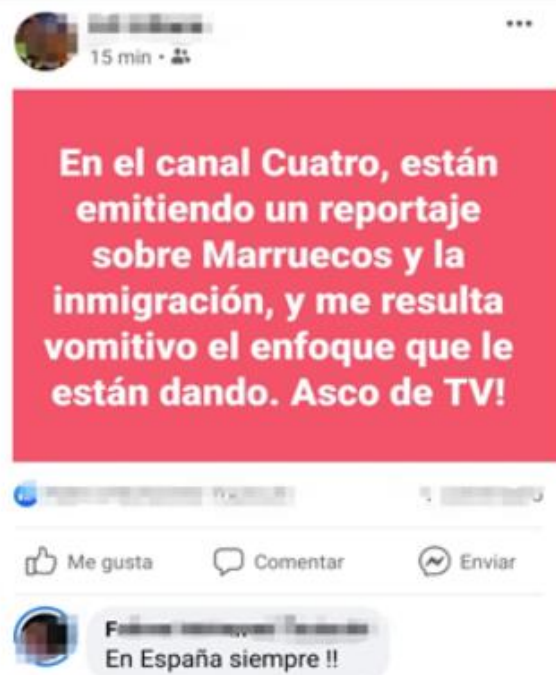 15 min
En el canal Cuatro, están
emitiendo un reportaje
sobre Marruecos y la
inmigración, y me resulta
vomitivo el enfoque que le
están dando. Asco de TV!
Me gusta
Comentar
Enviar
En España siempre !!